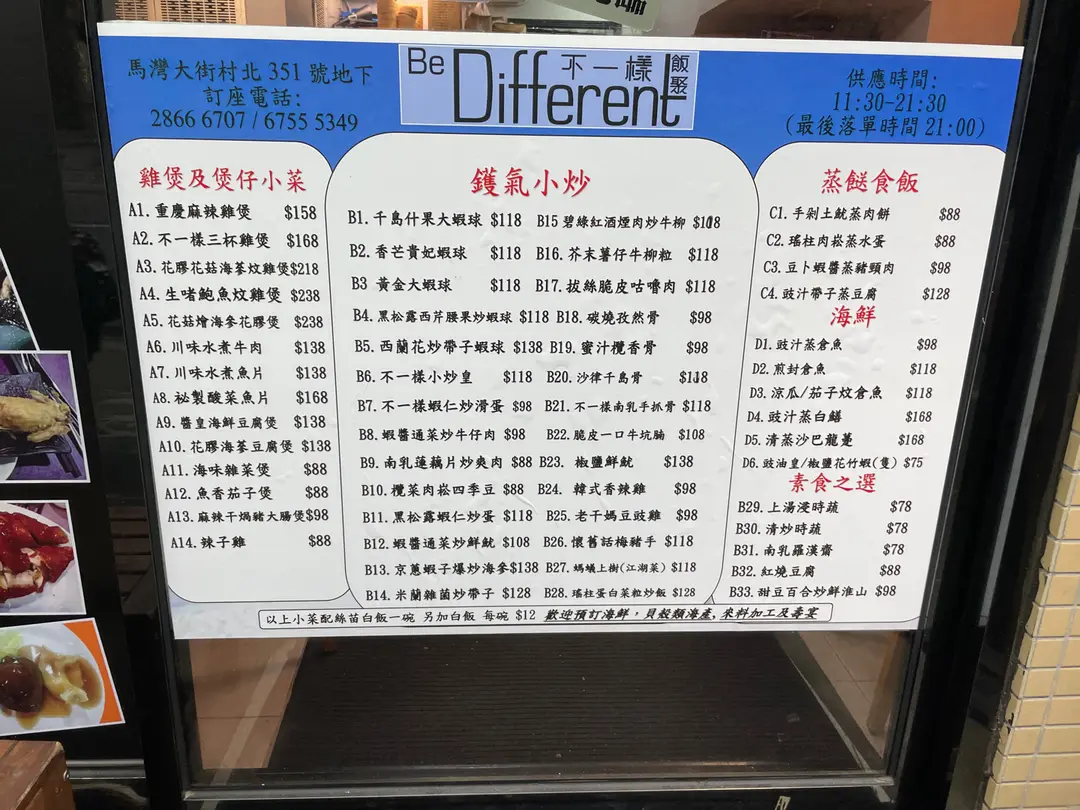 馬灣大街村北 351 號地下
訂座電話:
2866 6707 / 6755 5349
Be Different 不一樣 飯聚
供應時間:
11:30-21:30
(最後落單時間 21:00)
雞煲及煲仔小菜
A1. 重慶麻辣雞煲 $158
A2. 不一樣三杯雞煲 $168
A3. 花膠花菇海參炆雞煲$218
A4. 生啫鮑魚炆雞煲 $238
A5. 花菇燴海參花膠煲 $238
A6. 川味水煮牛肉 $138
A7. 川味水煮魚片 $138
A8. 祕製酸菜魚片 $168
A9. 醬皇海鮮豆腐煲 $138
A10. 花膠海參豆腐煲 $138
A11. 海味雜菜煲 $88
A12. 魚香茄子煲 $88
A13. 麻辣干焗豬大腸煲$98
A14. 辣子雞 $88
鑊氣小炒
B1. 千島什果大蝦球 $118
B2. 香芒貴妃蝦球 $118
B3 黃金大蝦球 $118
B4. 黑松露西芹腰果炒蝦球 $118
B5. 西蘭花炒帶子蝦球 $138
B6. 不一樣小炒皇 $118
B7. 不一樣蝦仁炒滑蛋 $98
B8. 蝦醬通菜炒牛仔肉 $98
B9. 南乳蓮藕片炒爽肉 $88
B10. 欖菜肉崧四季豆 $88
B11. 黑松露蝦仁炒蛋 $118
B12. 蝦醬通菜炒鮮魷 $108
B13. 京蔥蝦子爆炒海參$138
B14. 米蘭雜菌炒帶子 $128
B15 碧綠紅酒煙肉炒牛柳
B16. 芥末薯仔牛柳粒 $118
B17. 拔絲脆皮咕嚕肉 $118
B18. 碳燒孜然骨 $98
B19. 蜜汁欖香骨 $98
B20. 沙律千島骨 $118
B21. 不一樣南乳手抓骨 $118
B22. 脆皮一口牛坑腩 $108
B23. 椒鹽鮮魷 $138
B24. 韓式香辣雞 $98
B25. 老干媽豆豉雞 $98
B26. 懷舊話梅豬手 $118
B27. 螞蟻上樹(江湖菜) $118
B28. 瑤柱蛋白菜粒炒飯 $128
蒸餸食飯
C1. 手剁土魷蒸肉餅 $88
C2. 瑤柱肉崧蒸水蛋 $88
C3. 豆卜蝦醬蒸豬頸肉 $98
C4. 豉汁帶子蒸豆腐 $128
海鮮
D1. 豉汁蒸倉魚 $98
D2. 煎封倉魚 $118
D3. 涼瓜/茄子炆倉魚 $118
D4. 豉汁蒸白鱔 $168
D5. 清蒸沙巴龍躉 $168
D6. 豉油皇/椒鹽花竹蝦(隻) $75
素食之選
B29. 上湯浸時蔬 $78
B30. 清炒時蔬 $78
B31. 南乳羅漢齋 $78
B32. 紅燒豆腐 $88
B33. 甜豆百合炒鮮淮山 $98
以上小菜配絲苗白飯一碗 另加白飯 每碗 $12 歡迎預訂海鮮,貝殼類海產,來料加工及壽宴